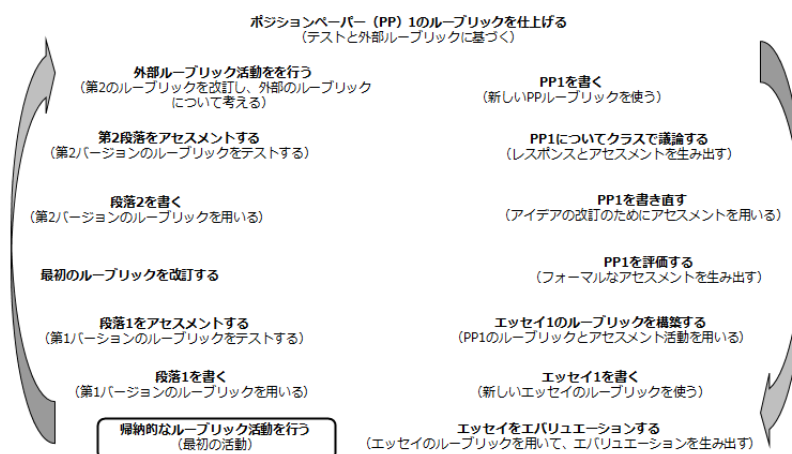 ポジションペーパー（PP）1のルーブリックを仕上げる
（テストと外部ルーブリックに基づく）
外部ルーブリック活動をを行う
（第2のルーブリックを改訂し、外部のルーブリック
について考える）
第2段落をアセスメントする
（第2バージョンのルーブリックをテストする）
段落2を書く
（第2バージョンのルーブリックを用いる）
最初のルーブリックを改訂する
段落1をアセスメントする
（第1バーションのルーブリックをテストする）
段落1を書く
（第1バージョンのルーブリックを用いる）
帰納的なルーブリック活動を行う
（最初の活動）
PP1を書く
（新しいPPルーブリックを使う）
PP1についてクラスで議論する
（レスポンスとアセスメントを生み出す）
PP1を書き直す
（アイデアの改訂のためにアセスメントを用いる）
PP1を評価する
（フォーマルなアセスメントを生み出す）
エッセイ1のルーブリックを構築する
（PP1のルーブリックとアセスメント活動を用いる）
エッセイ1を書く
（新しいエッセイのルーブリックを使う）
エッセイをエバリュエーションする
（エッセイのルーブリックを用いて、エバリュエーションを生み出す）